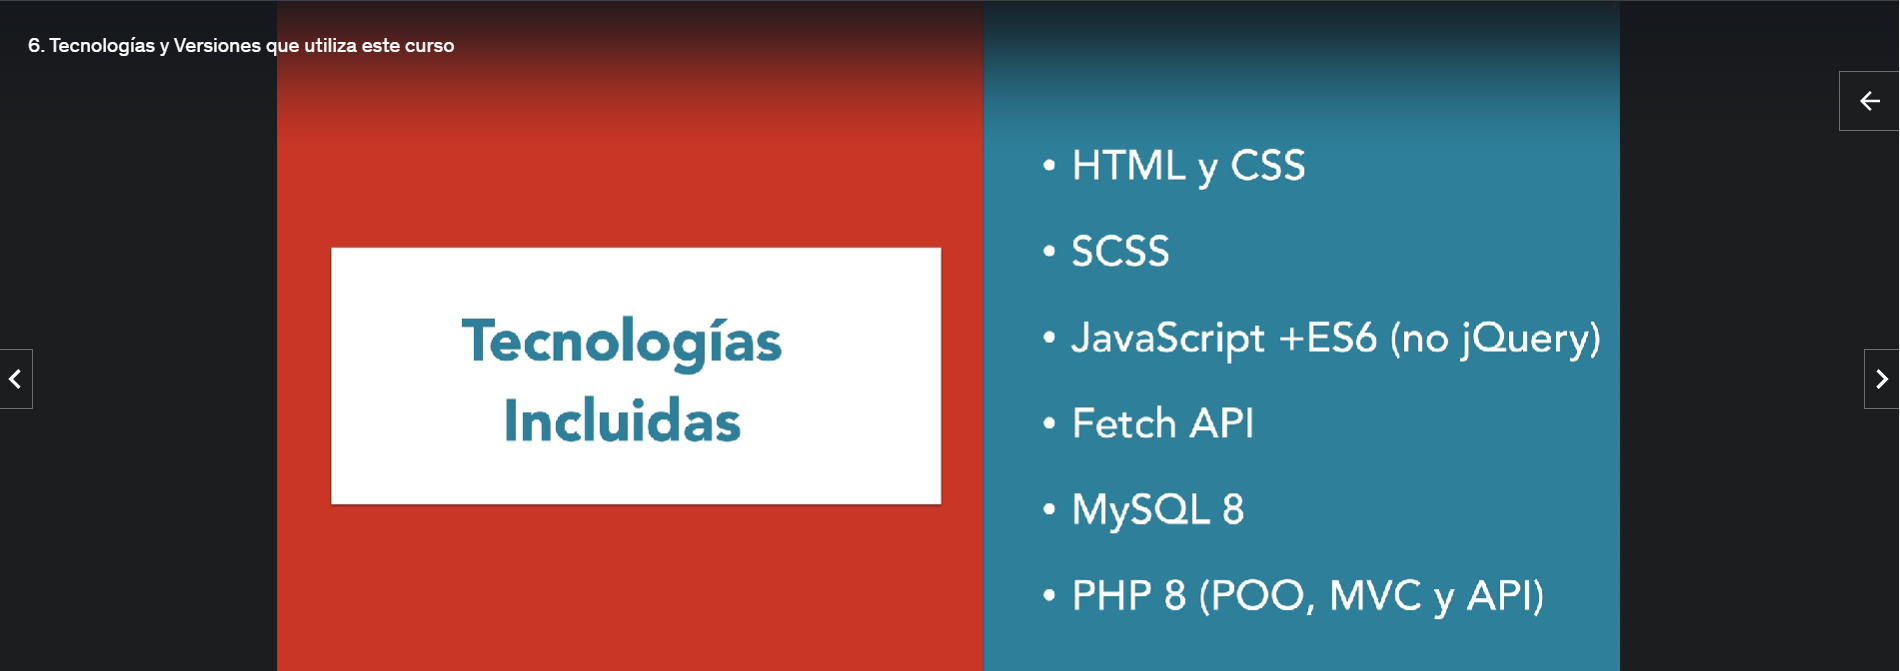 6. Tecnologías y Versiones que utiliza este curso
Tecnologías
Incluidas
• HTML y CSS
• SCSS
• JavaScript +ES6 (no jQuery)
• Fetch API
• MySQL 8
• PHP 8 (POO, MVC y API)